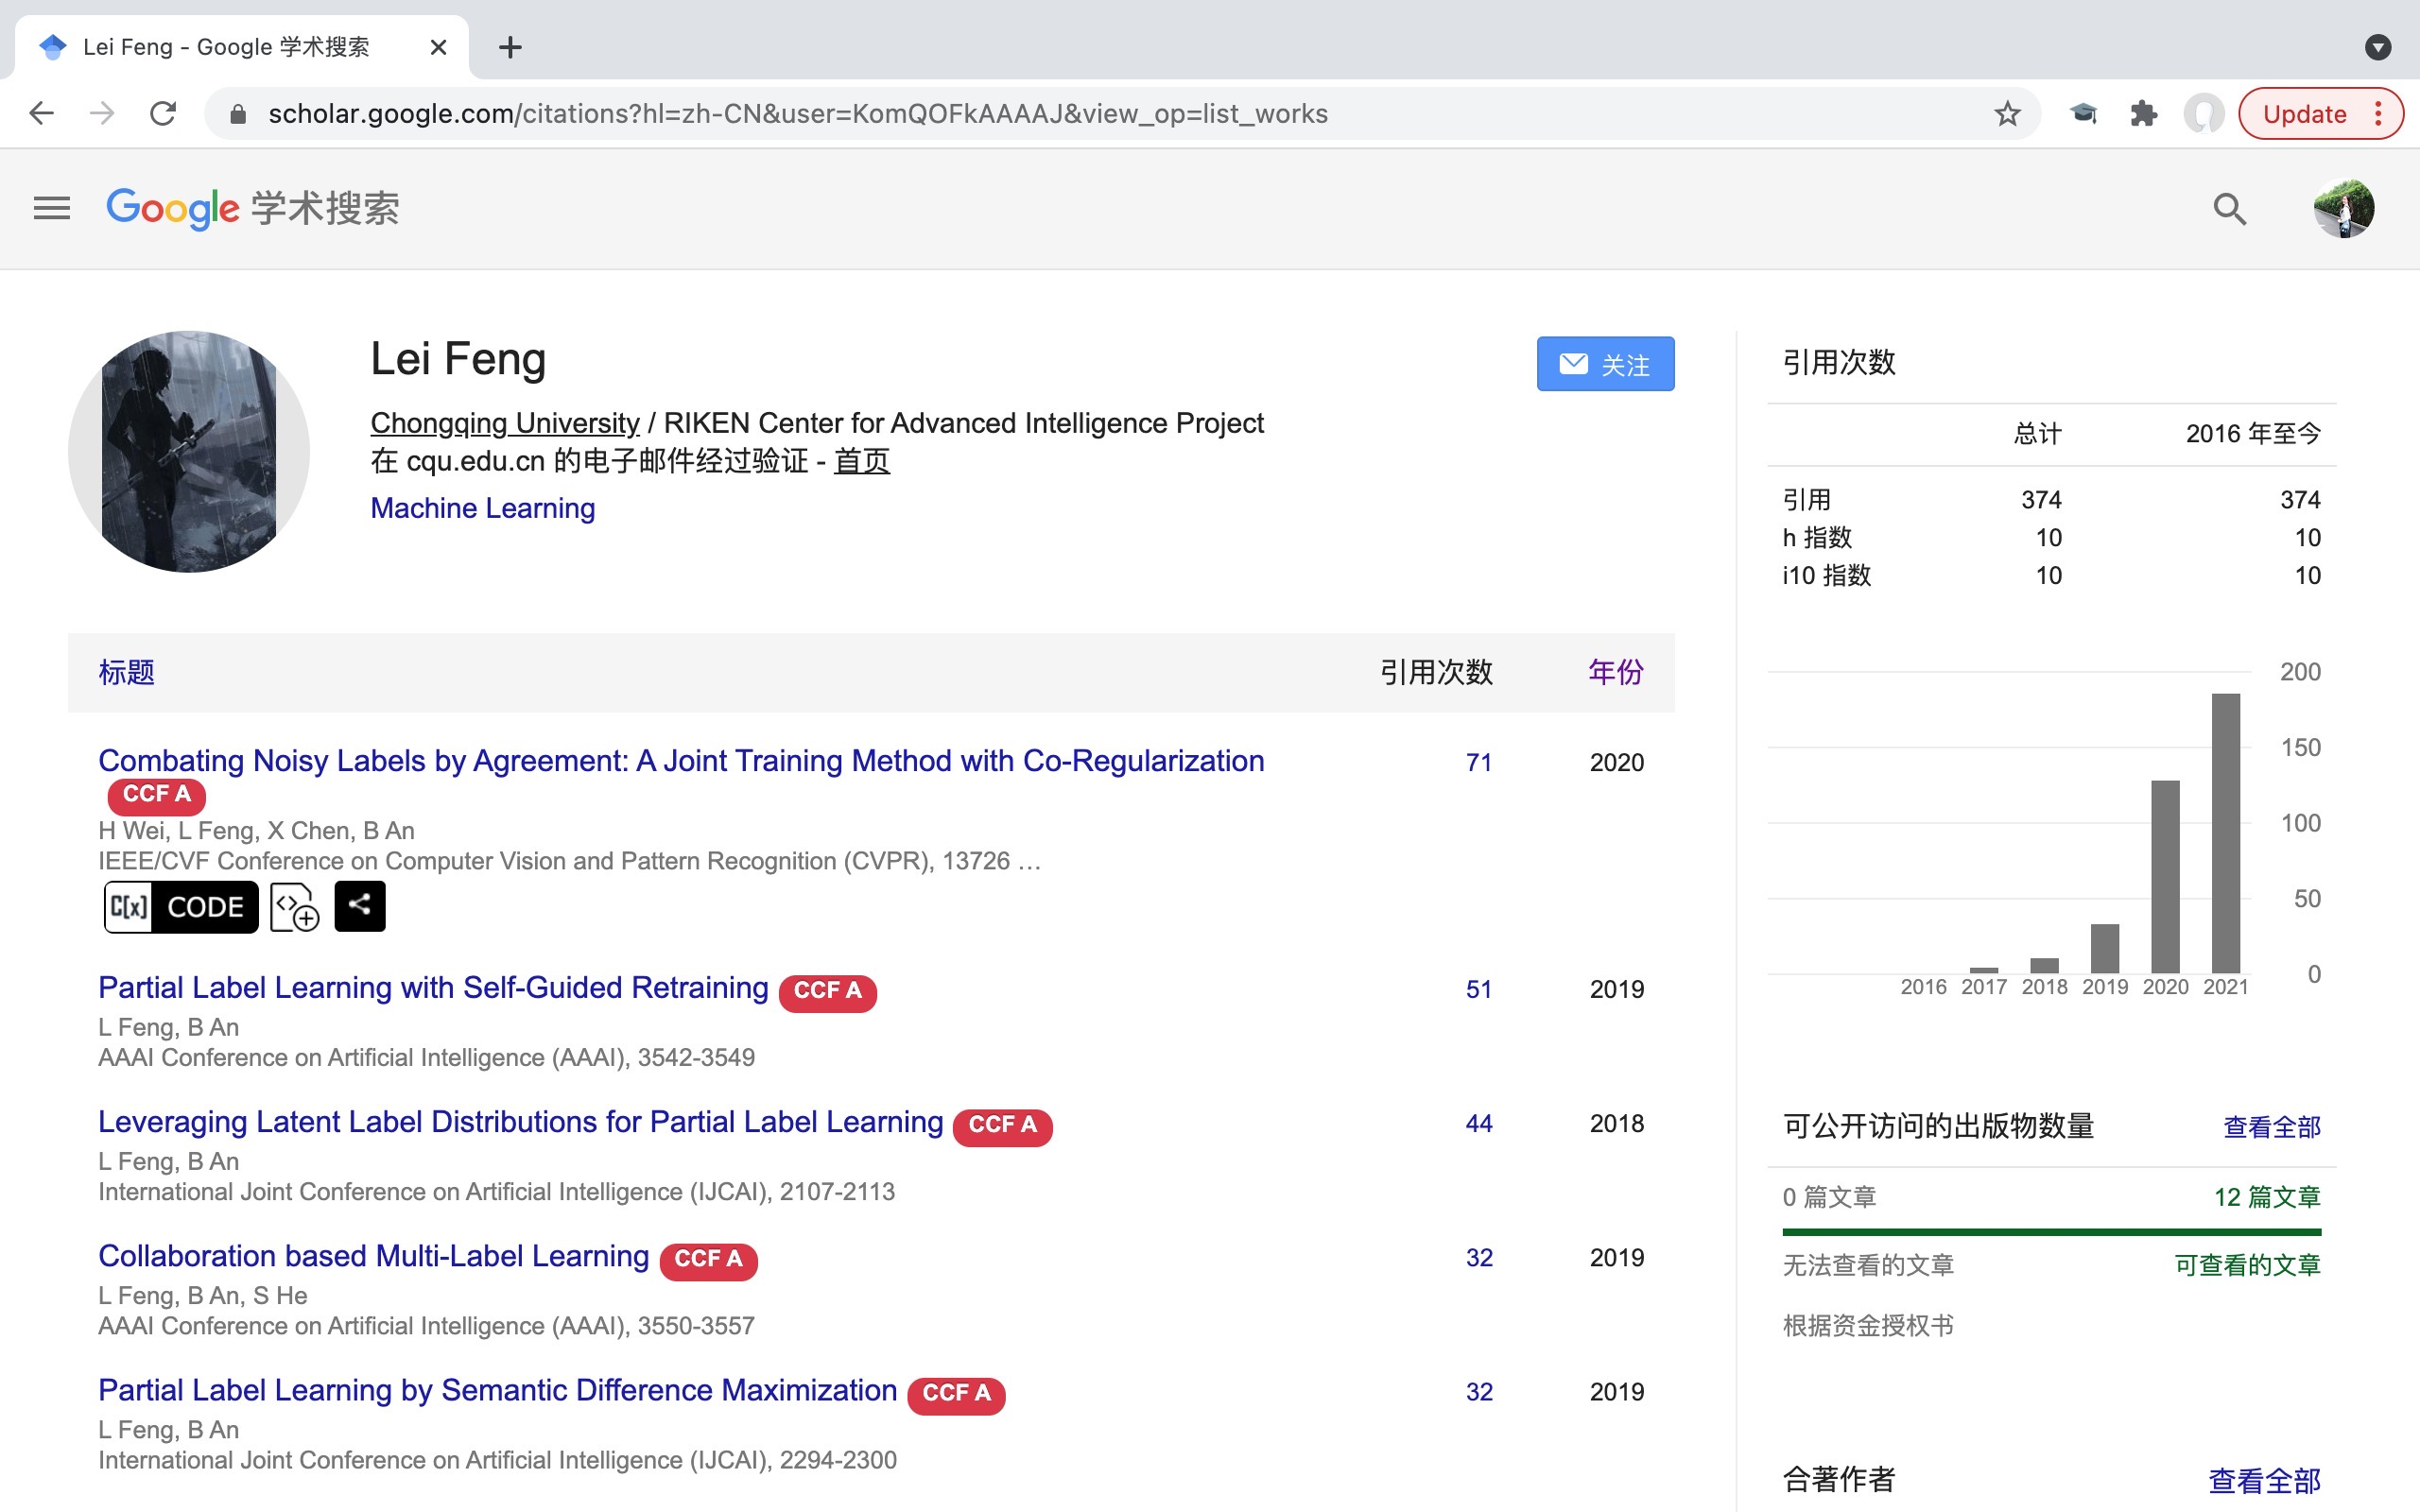 Lei Feng - Google 学术搜索
scholar.google.com/citations?hl=zh-CN&user=KomQOFkAAAAJ&view_op=list_works
Update
Google 学术搜索
Lei Feng
关注
Chongqing University / RIKEN Center for Advanced Intelligence Project
在 cqu.edu.cn 的电子邮件经过验证 - 首页
Machine Learning
标题 引用次数 年份
Combating Noisy Labels by Agreement: A Joint Training Method with Co-Regularization 71 2020
CCF A
H Wei, L Feng, X Chen, B An
IEEE/CVF Conference on Computer Vision and Pattern Recognition (CVPR), 13726 …
C[x] CODE
Partial Label Learning with Self-Guided Retraining CCF A 51 2019
L Feng, B An
AAAI Conference on Artificial Intelligence (AAAI), 3542-3549
Leveraging Latent Label Distributions for Partial Label Learning CCF A 44 2018
L Feng, B An
International Joint Conference on Artificial Intelligence (IJCAI), 2107-2113
Collaboration based Multi-Label Learning CCF A 32 2019
L Feng, B An, S He
AAAI Conference on Artificial Intelligence (AAAI), 3550-3557
Partial Label Learning by Semantic Difference Maximization CCF A 32 2019
L Feng, B An
International Joint Conference on Artificial Intelligence (IJCAI), 2294-2300
引用次数
总计 2016 年至今
引用 374 374
h 指数 10 10
i10 指数 10 10
200
150
100
50
0
2016 2017 2018 2019 2020 2021
可公开访问的出版物数量 查看全部
0 篇文章 12 篇文章
无法查看的文章 可查看的文章
根据资金授权书
合著作者 查看全部